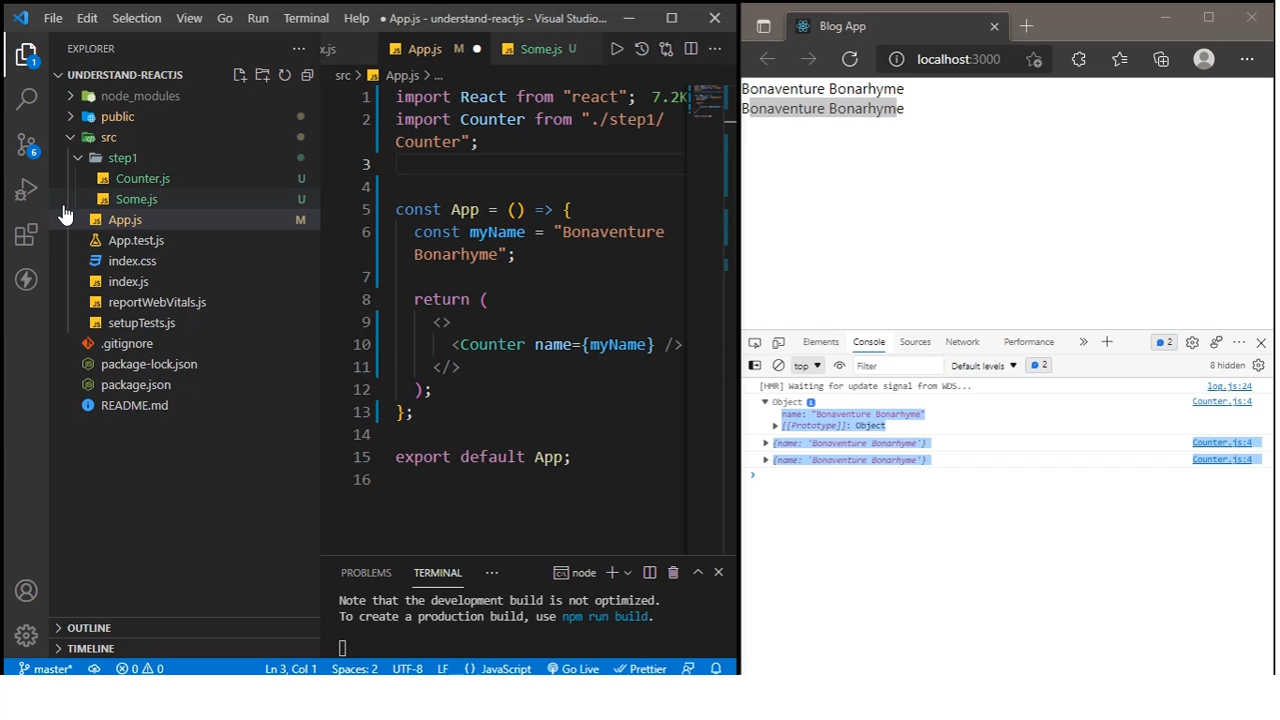 File Edit Selection View Go Run Terminal Help ● App.js - understand-reactjs - Visual Studio...
EXPLORER
UNDERSTAND-REACTJS
node_modules
public
src
step1
Counter.js U
Some.js U
App.js M
App.test.js
index.css
index.js
reportWebVitals.js
setupTests.js
.gitignore
package-lock.json
package.json
README.md
OUTLINE
TIMELINE
1
6
x.js App.js M ● Some.js U
src > App.js > ...
1 import React from "react"; 7.2K
2 import Counter from "./step1/
Counter";
3
4
5 const App = () => {
6 const myName = "Bonaventure
Bonarhyme";
7
8 return (
9 <>
10 <Counter name={myName} />
11 </>
12 );
13 };
14
15 export default App;
16
PROBLEMS TERMINAL ... node
Note that the development build is not optimized.
To create a production build, use npm run build.
master* 0 0 Ln 3, Col 1 Spaces: 2 UTF-8 LF { } JavaScript Go Live Prettier
Blog App
localhost:3000
Bonaventure Bonarhyme
Bonaventure Bonarhyme
Elements Console Sources Network Performance 2
top Filter Default levels 2 8 hidden
[HMR] Waiting for update signal from WDS... log.js:24
Object i Counter.js:4
name: "Bonaventure Bonarhyme"
[[Prototype]]: Object
{name: 'Bonaventure Bonarhyme'} Counter.js:4
{name: 'Bonaventure Bonarhyme'} Counter.js:4